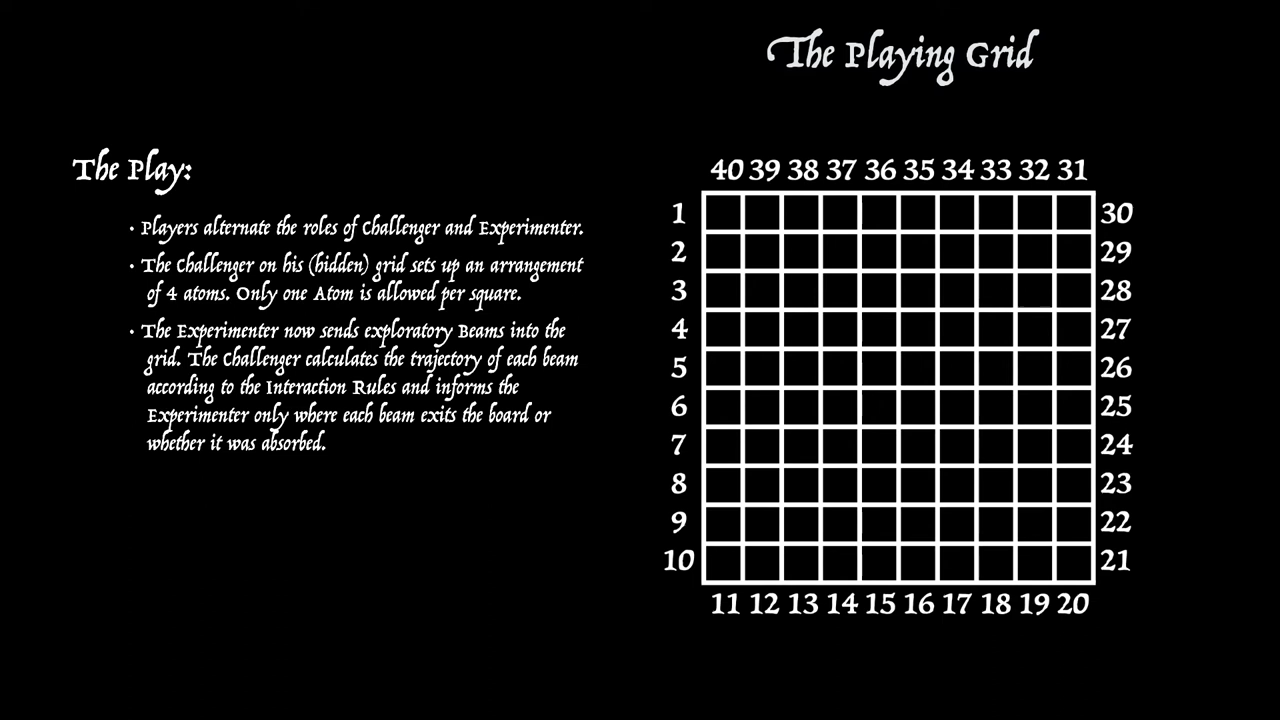 The Playing Grid
The Play:
· Players alternate the roles of Challenger and Experimenter.
· The Challenger on his (hidden) grid sets up an arrangement
of 4 atoms. Only one Atom is allowed per square.
· The Experimenter now sends exploratory Beams into the
grid. The Challenger calculates the trajectory of each beam
according to the Interaction Rules and informs the
Experimenter only where each beam exits the board or
whether it was absorbed.
40 39 38 37 36 35 34 33 32 31
1 30
2 29
3 28
4 27
5 26
6 25
7 24
8 23
9 22
10 21
11 12 13 14 15 16 17 18 19 20